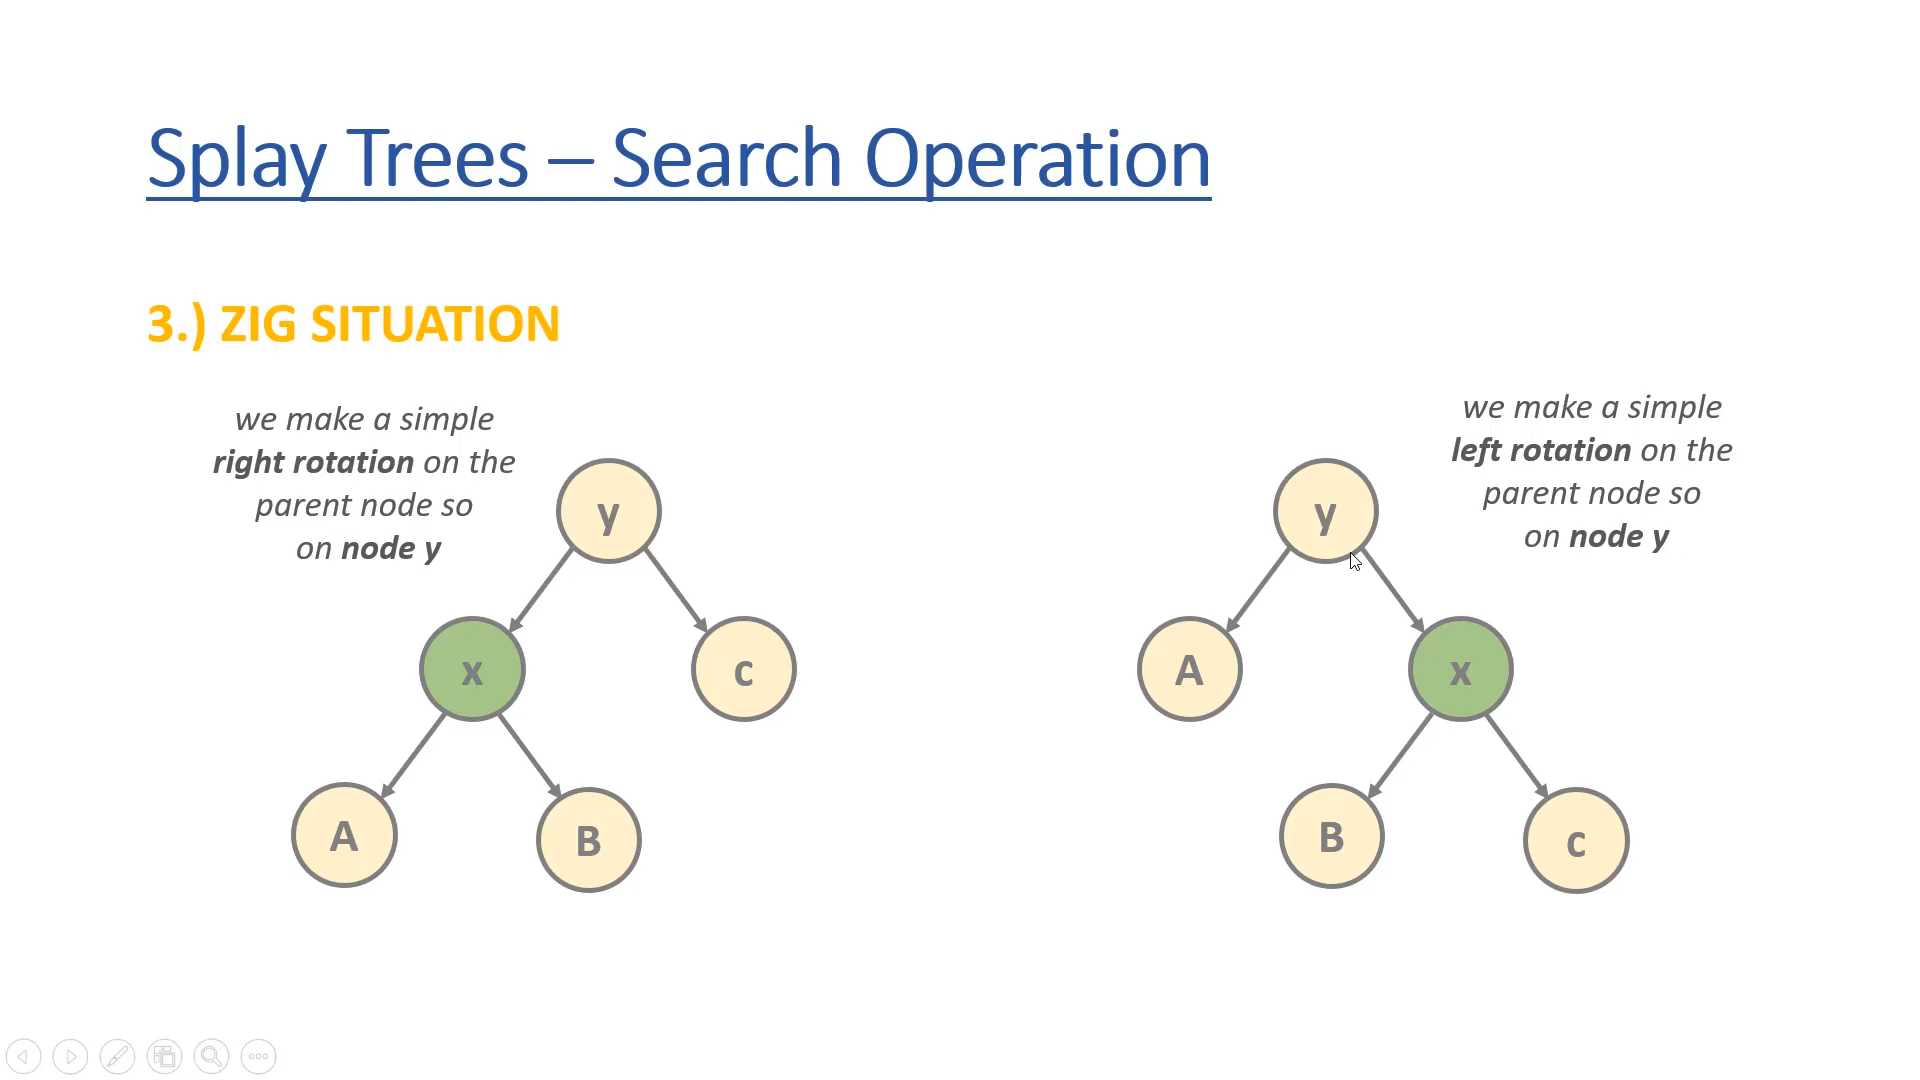 Splay Trees – Search Operation
3.) ZIG SITUATION
we make a simple
right rotation on the
parent node so
on node y
y
x
c
A
B
we make a simple
left rotation on the
parent node so
on node y
y
A
x
B
c